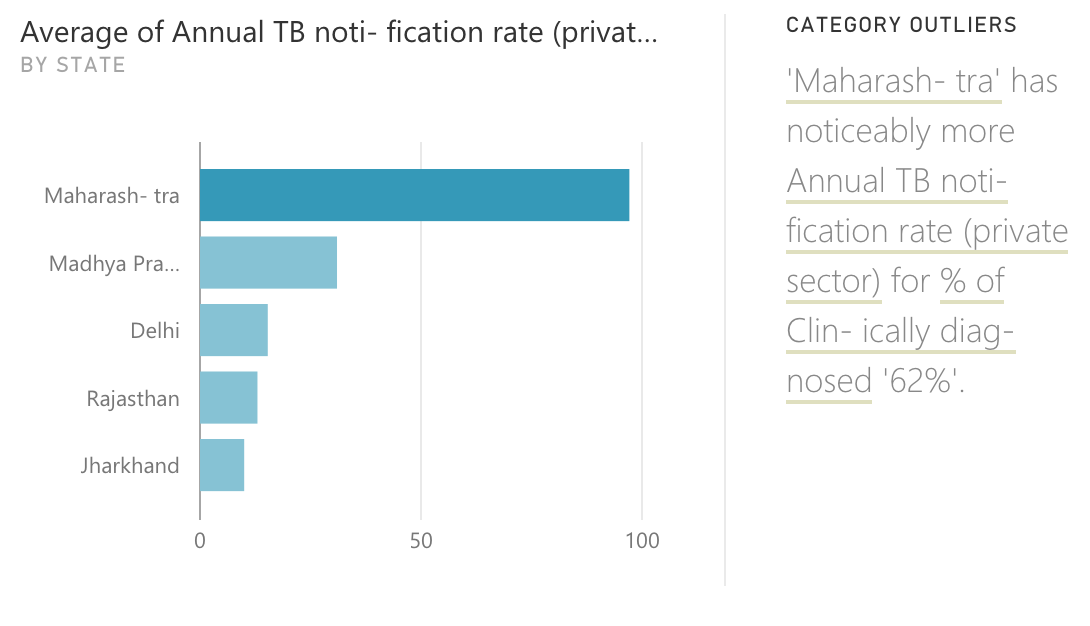 Average of Annual TB noti- fication rate (privat...
BY STATE
Maharash- tra
Madhya Pra...
Delhi
Rajasthan
Jharkhand
0
50
100
CATEGORY OUTLIERS
'Maharash- tra' has
noticeably more
Annual TB noti-
fication rate (private
sector) for % of
Clin- ically diag-
nosed '62%'.